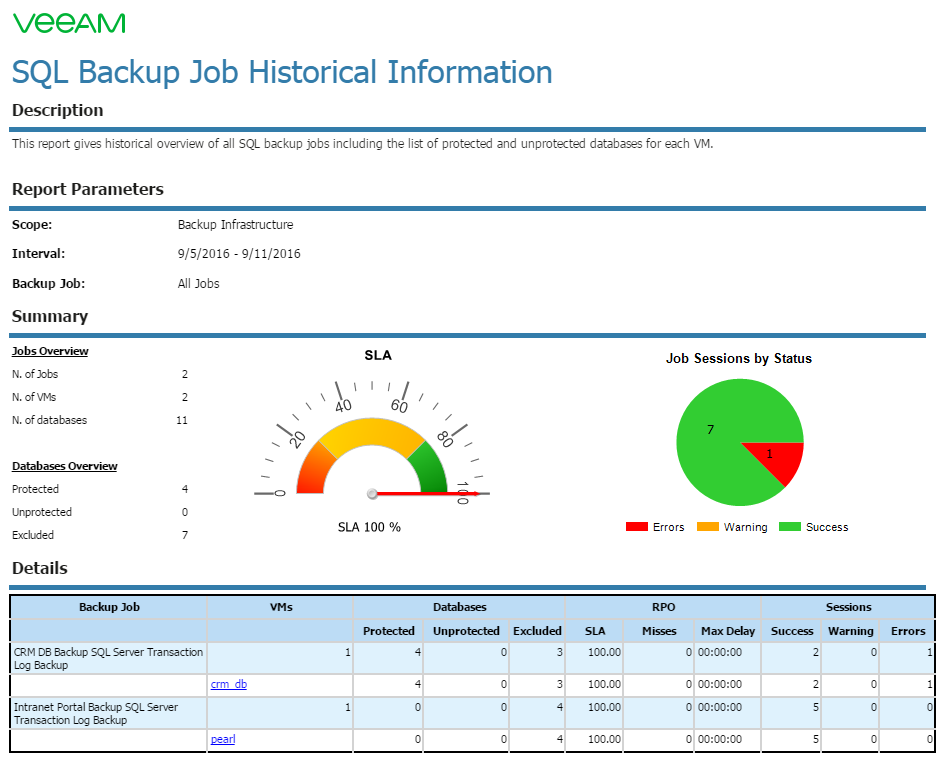 veeAM
SQL Backup Job Historical Information
Description
This report gives historical overview of all SQL backup jobs including the list of protected and unprotected databases for each VM.
Report Parameters
Scope: Backup Infrastructure
Interval: 9/5/2016 - 9/11/2016
Backup Job: All Jobs
Summary
Jobs Overview
N. of Jobs 2
N. of VMs 2
N. of databases 11
Databases Overview
Protected 4
Unprotected 0
Excluded 7
SLA
0 20 40 60 80 100
SLA 100 %
Job Sessions by Status
7
1
Errors Warning Success
Details
Backup Job VMs Databases RPO Sessions
Protected Unprotected Excluded SLA Misses Max Delay Success Warning Errors
CRM DB Backup SQL Server Transaction 1 4 0 3 100.00 0 00:00:00 2 0 1
Log Backup
crm_db 4 0 3 100.00 0 00:00:00 2 0 1
Intranet Portal Backup SQL Server 1 0 0 4 100.00 0 00:00:00 5 0 0
Transaction Log Backup
pearl 0 0 4 100.00 0 00:00:00 5 0 0